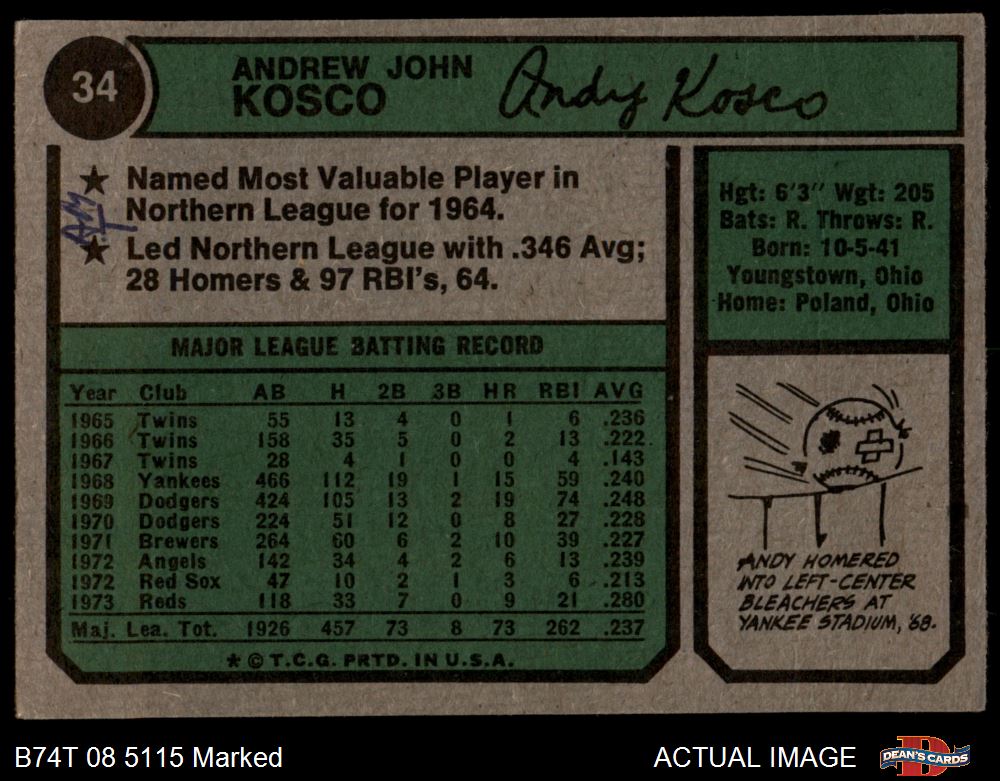 34
ANDREW JOHN
KOSCO
Andy Kosco
★ Named Most Valuable Player in
Northern League for 1964.
★ Led Northern League with .346 Avg;
28 Homers & 97 RBI's, 64.
Hgt: 6'3" Wgt: 205
Bats: R. Throws: R.
Born: 10-5-41
Youngstown, Ohio
Home: Poland, Ohio
MAJOR LEAGUE BATTING RECORD
Year Club AB H 2B 3B HR RBI AVG
1965 Twins 55 13 4 0 1 6 .236
1966 Twins 158 35 5 0 2 13 .222
1967 Twins 28 4 1 0 0 4 .143
1968 Yankees 466 112 19 1 15 59 .240
1969 Dodgers 424 105 13 2 19 74 .248
1970 Dodgers 224 51 12 0 8 27 .228
1971 Brewers 264 60 6 2 10 39 .227
1972 Angels 142 34 4 2 6 13 .239
1972 Red Sox 47 10 2 1 3 6 .213
1973 Reds 118 33 7 0 9 21 .280
Maj. Lea. Tot. 1926 457 73 8 73 262 .237
★ © T.C.G. PRTD. IN U.S.A.
ANDY HOMERED
INTO LEFT-CENTER
BLEACHERS AT
YANKEE STADIUM, '68.
B74T 08 5115 Marked
ACTUAL IMAGE
DEAN'S CARDS